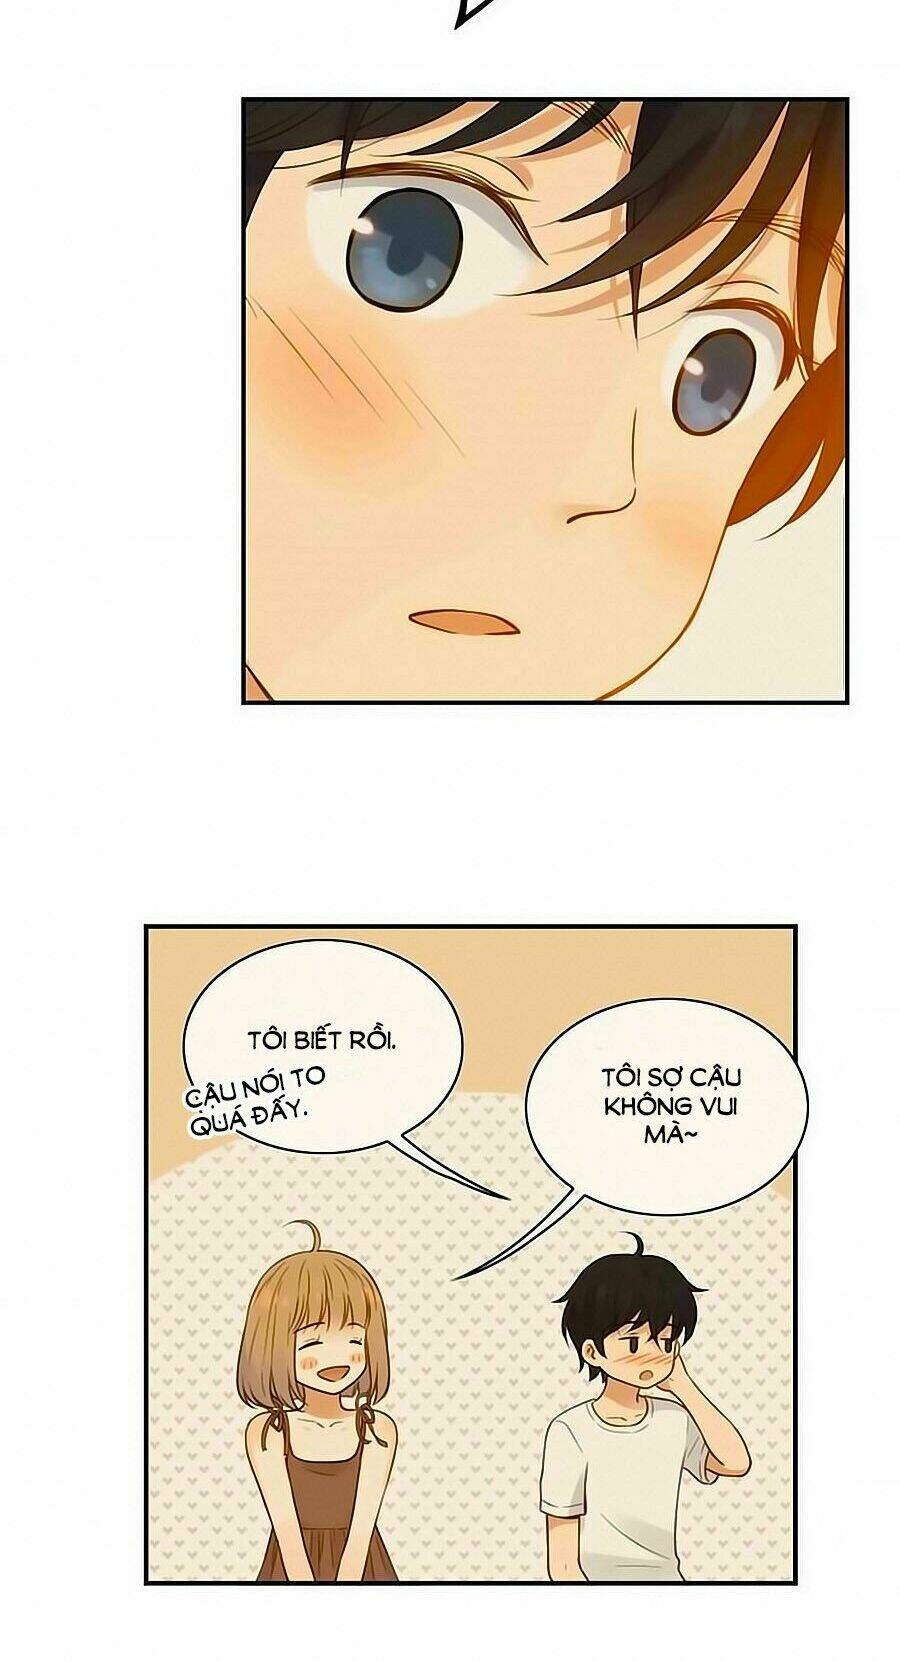 TÔI BIẾT RỒI.
CẬU NÓI TO
QUÁ ĐẤY.
TÔI SỢ CẬU
KHÔNG VUI
MÀ~